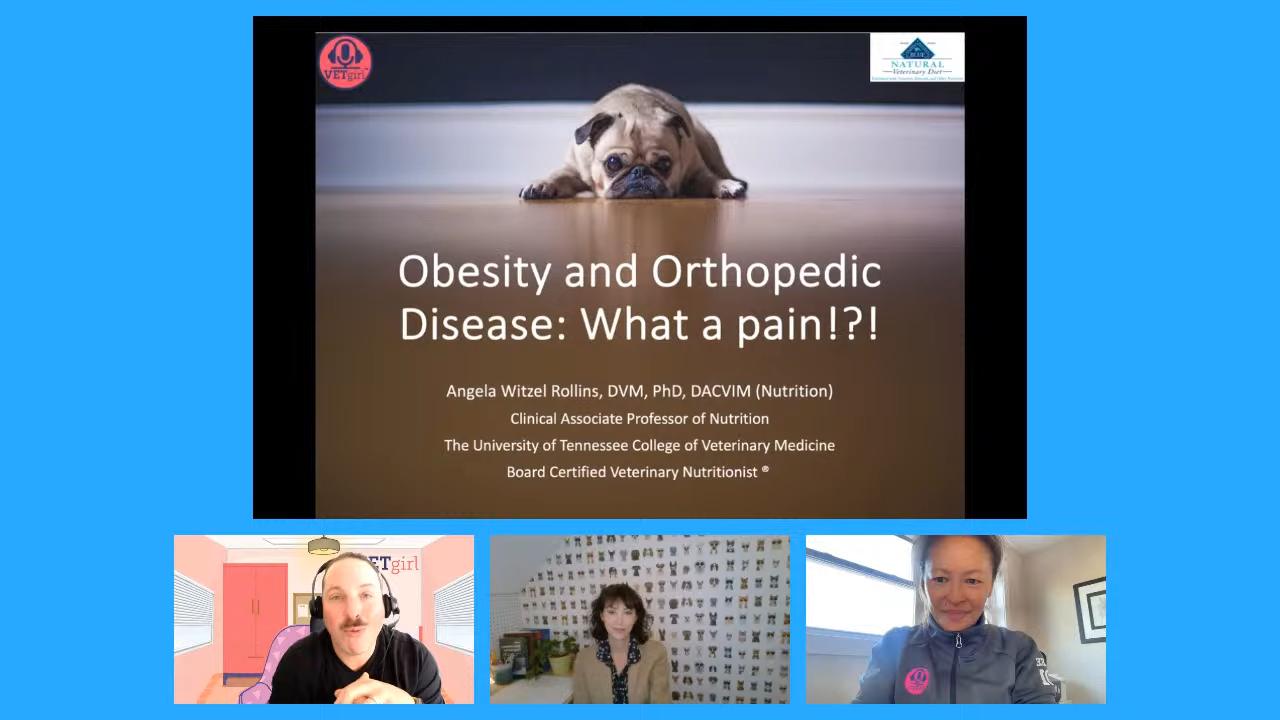 VETgirl
BLUE
NATURAL
Veterinary Diet
Obesity and Orthopedic
Disease: What a pain!?!
Angela Witzel Rollins, DVM, PhD, DACVIM (Nutrition)
Clinical Associate Professor of Nutrition
The University of Tennessee College of Veterinary Medicine
Board Certified Veterinary Nutritionist ®
ETgirl